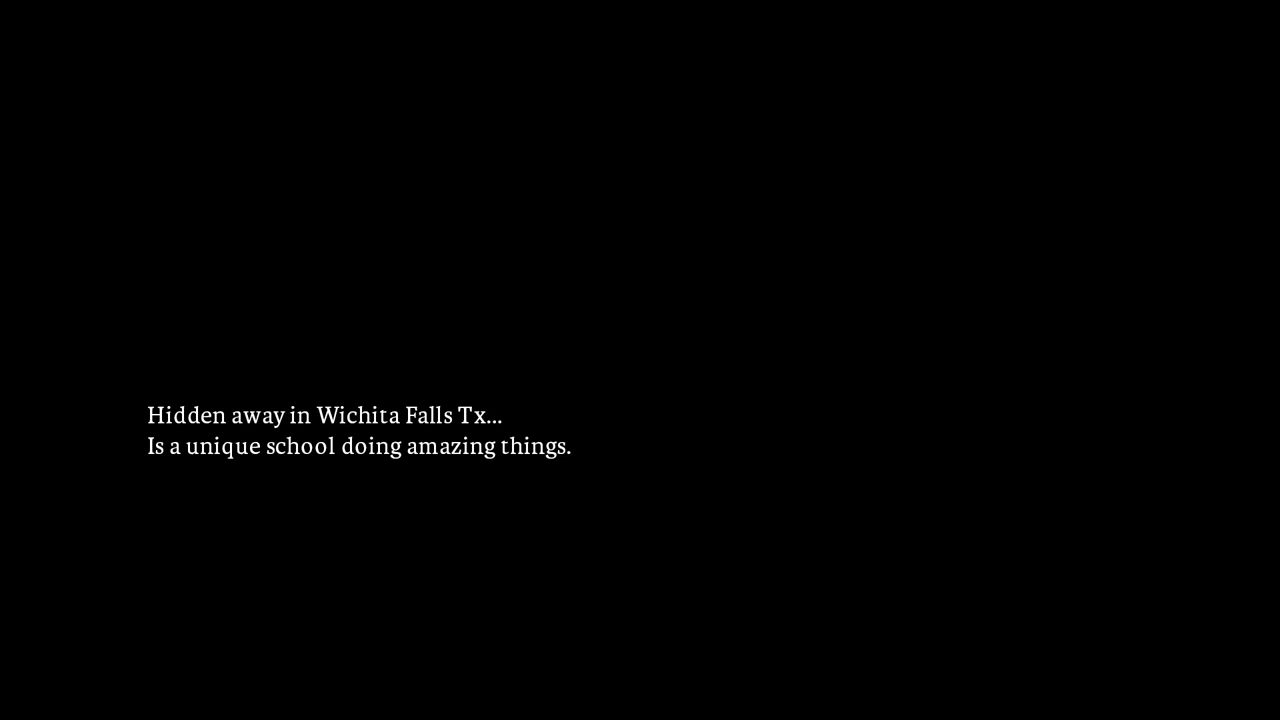 Hidden away in Wichita Falls Tx...
Is a unique school doing amazing things.